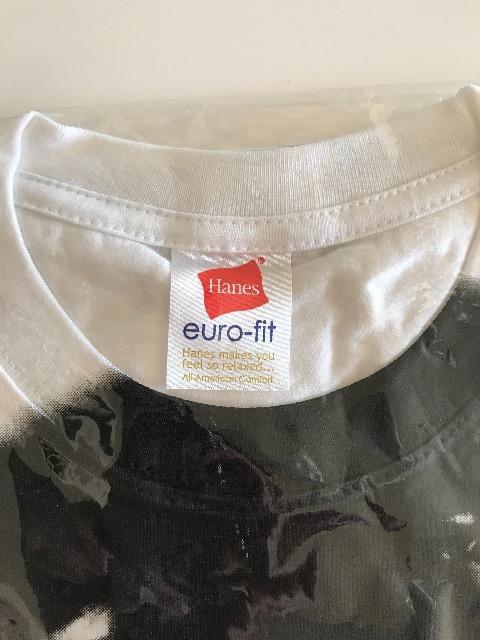 Hanes®
euro-fit
Hanes makes you
feel so relaxed...
All-American Comfort